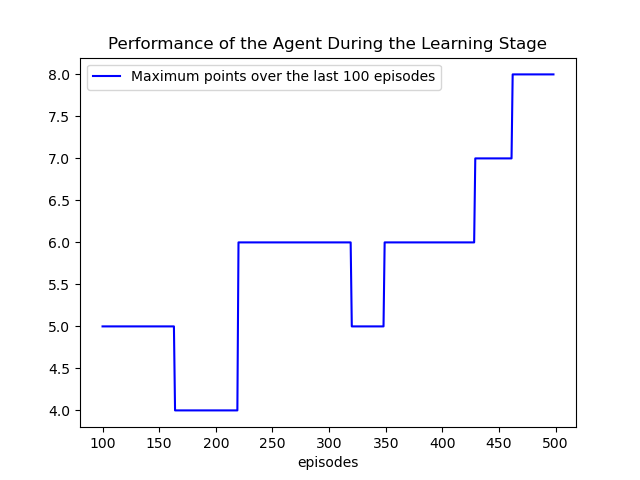 Performance of the Agent During the Learning Stage
Maximum points over the last 100 episodes
8.0
7.5
7.0
6.5
6.0
5.5
5.0
4.5
4.0
100 150 200 250 300 350 400 450 500
episodes